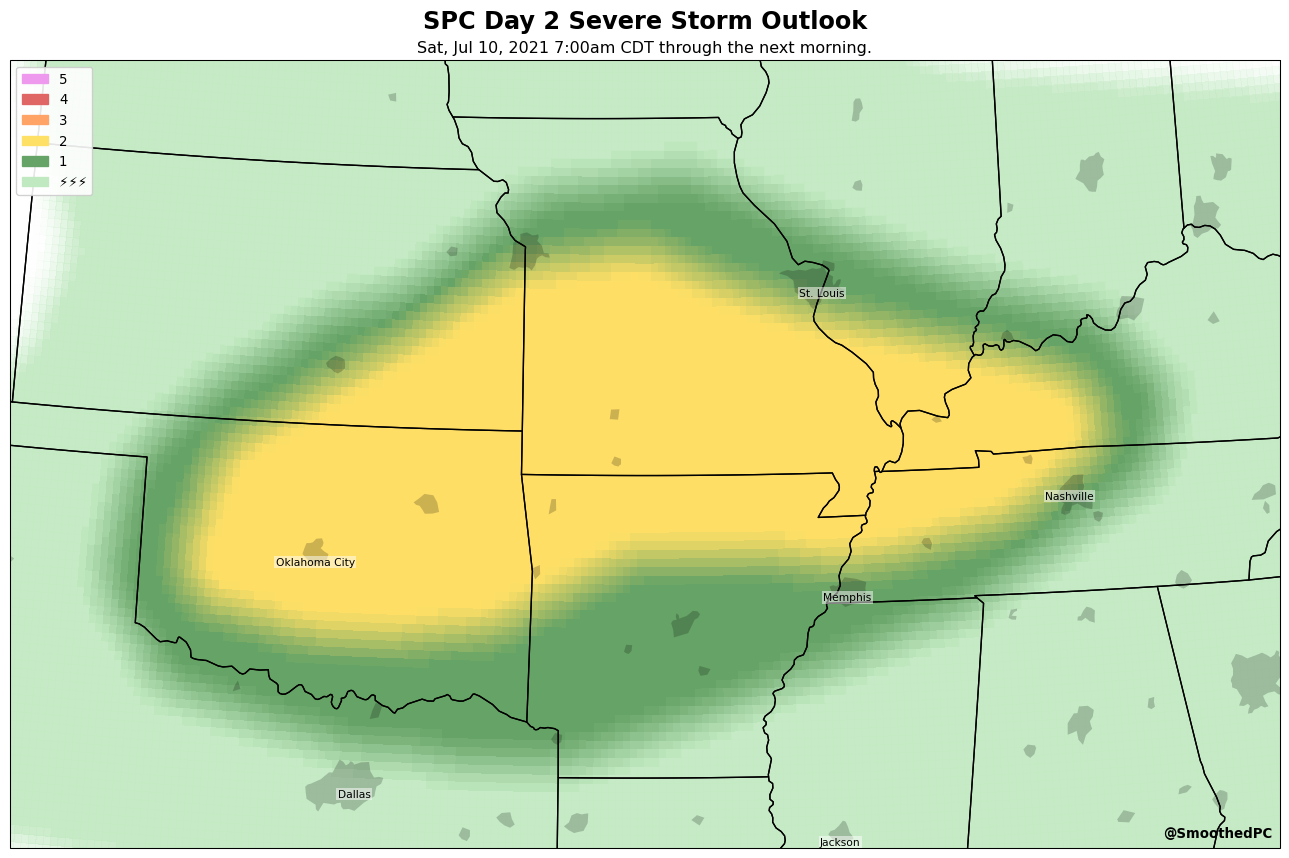 SPC Day 2 Severe Storm Outlook
Sat, Jul 10, 2021 7:00am CDT through the next morning.
5
4
3
2
1
⚡⚡⚡
St. Louis
Nashville
Oklahoma City
Memphis
Dallas
@SmoothedPC
Jackson